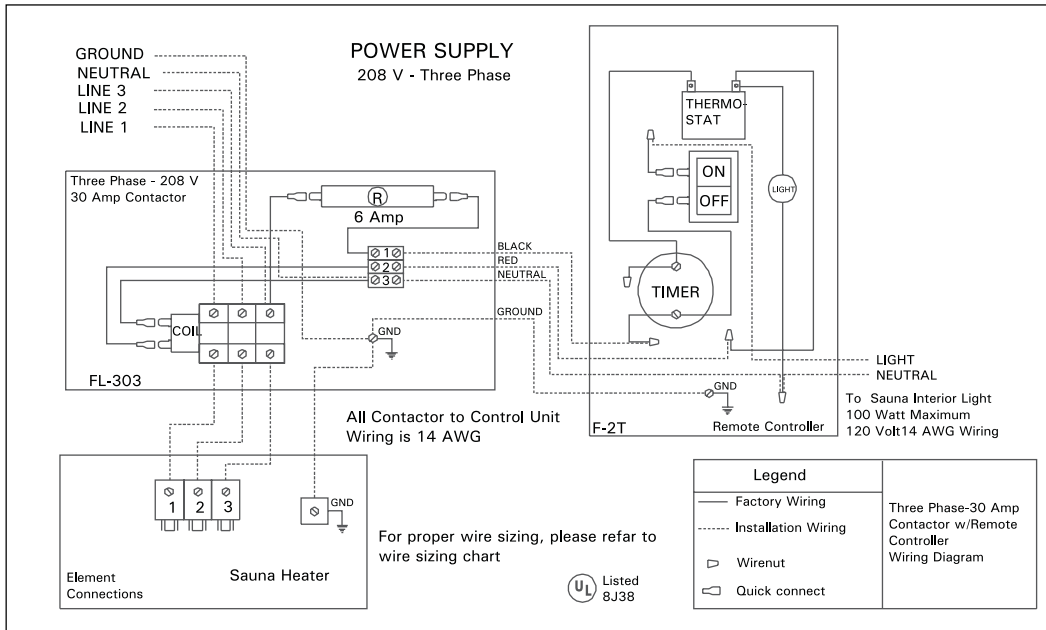 POWER SUPPLY
208 V - Three Phase
GROUND
NEUTRAL
LINE 3
LINE 2
LINE 1
Three Phase - 208 V
30 Amp Contactor
R
6 Amp
1
2
3
COIL
GND
FL-303
BLACK
RED
NEUTRAL
GROUND
THERMO-
STAT
ON
OFF
LIGHT
TIMER
GND
F-2T
Remote Controller
LIGHT
NEUTRAL
To Sauna Interior Light
100 Watt Maximum
120 Volt14 AWG Wiring
All Contactor to Control Unit
Wiring is 14 AWG
1 2 3
GND
Element
Connections
Sauna Heater
For proper wire sizing, please refar to
wire sizing chart
UL
Listed
8J38
Legend
Factory Wiring
Installation Wiring
Wirenut
Quick connect
Three Phase-30 Amp
Contactor w/Remote
Controller
Wiring Diagram